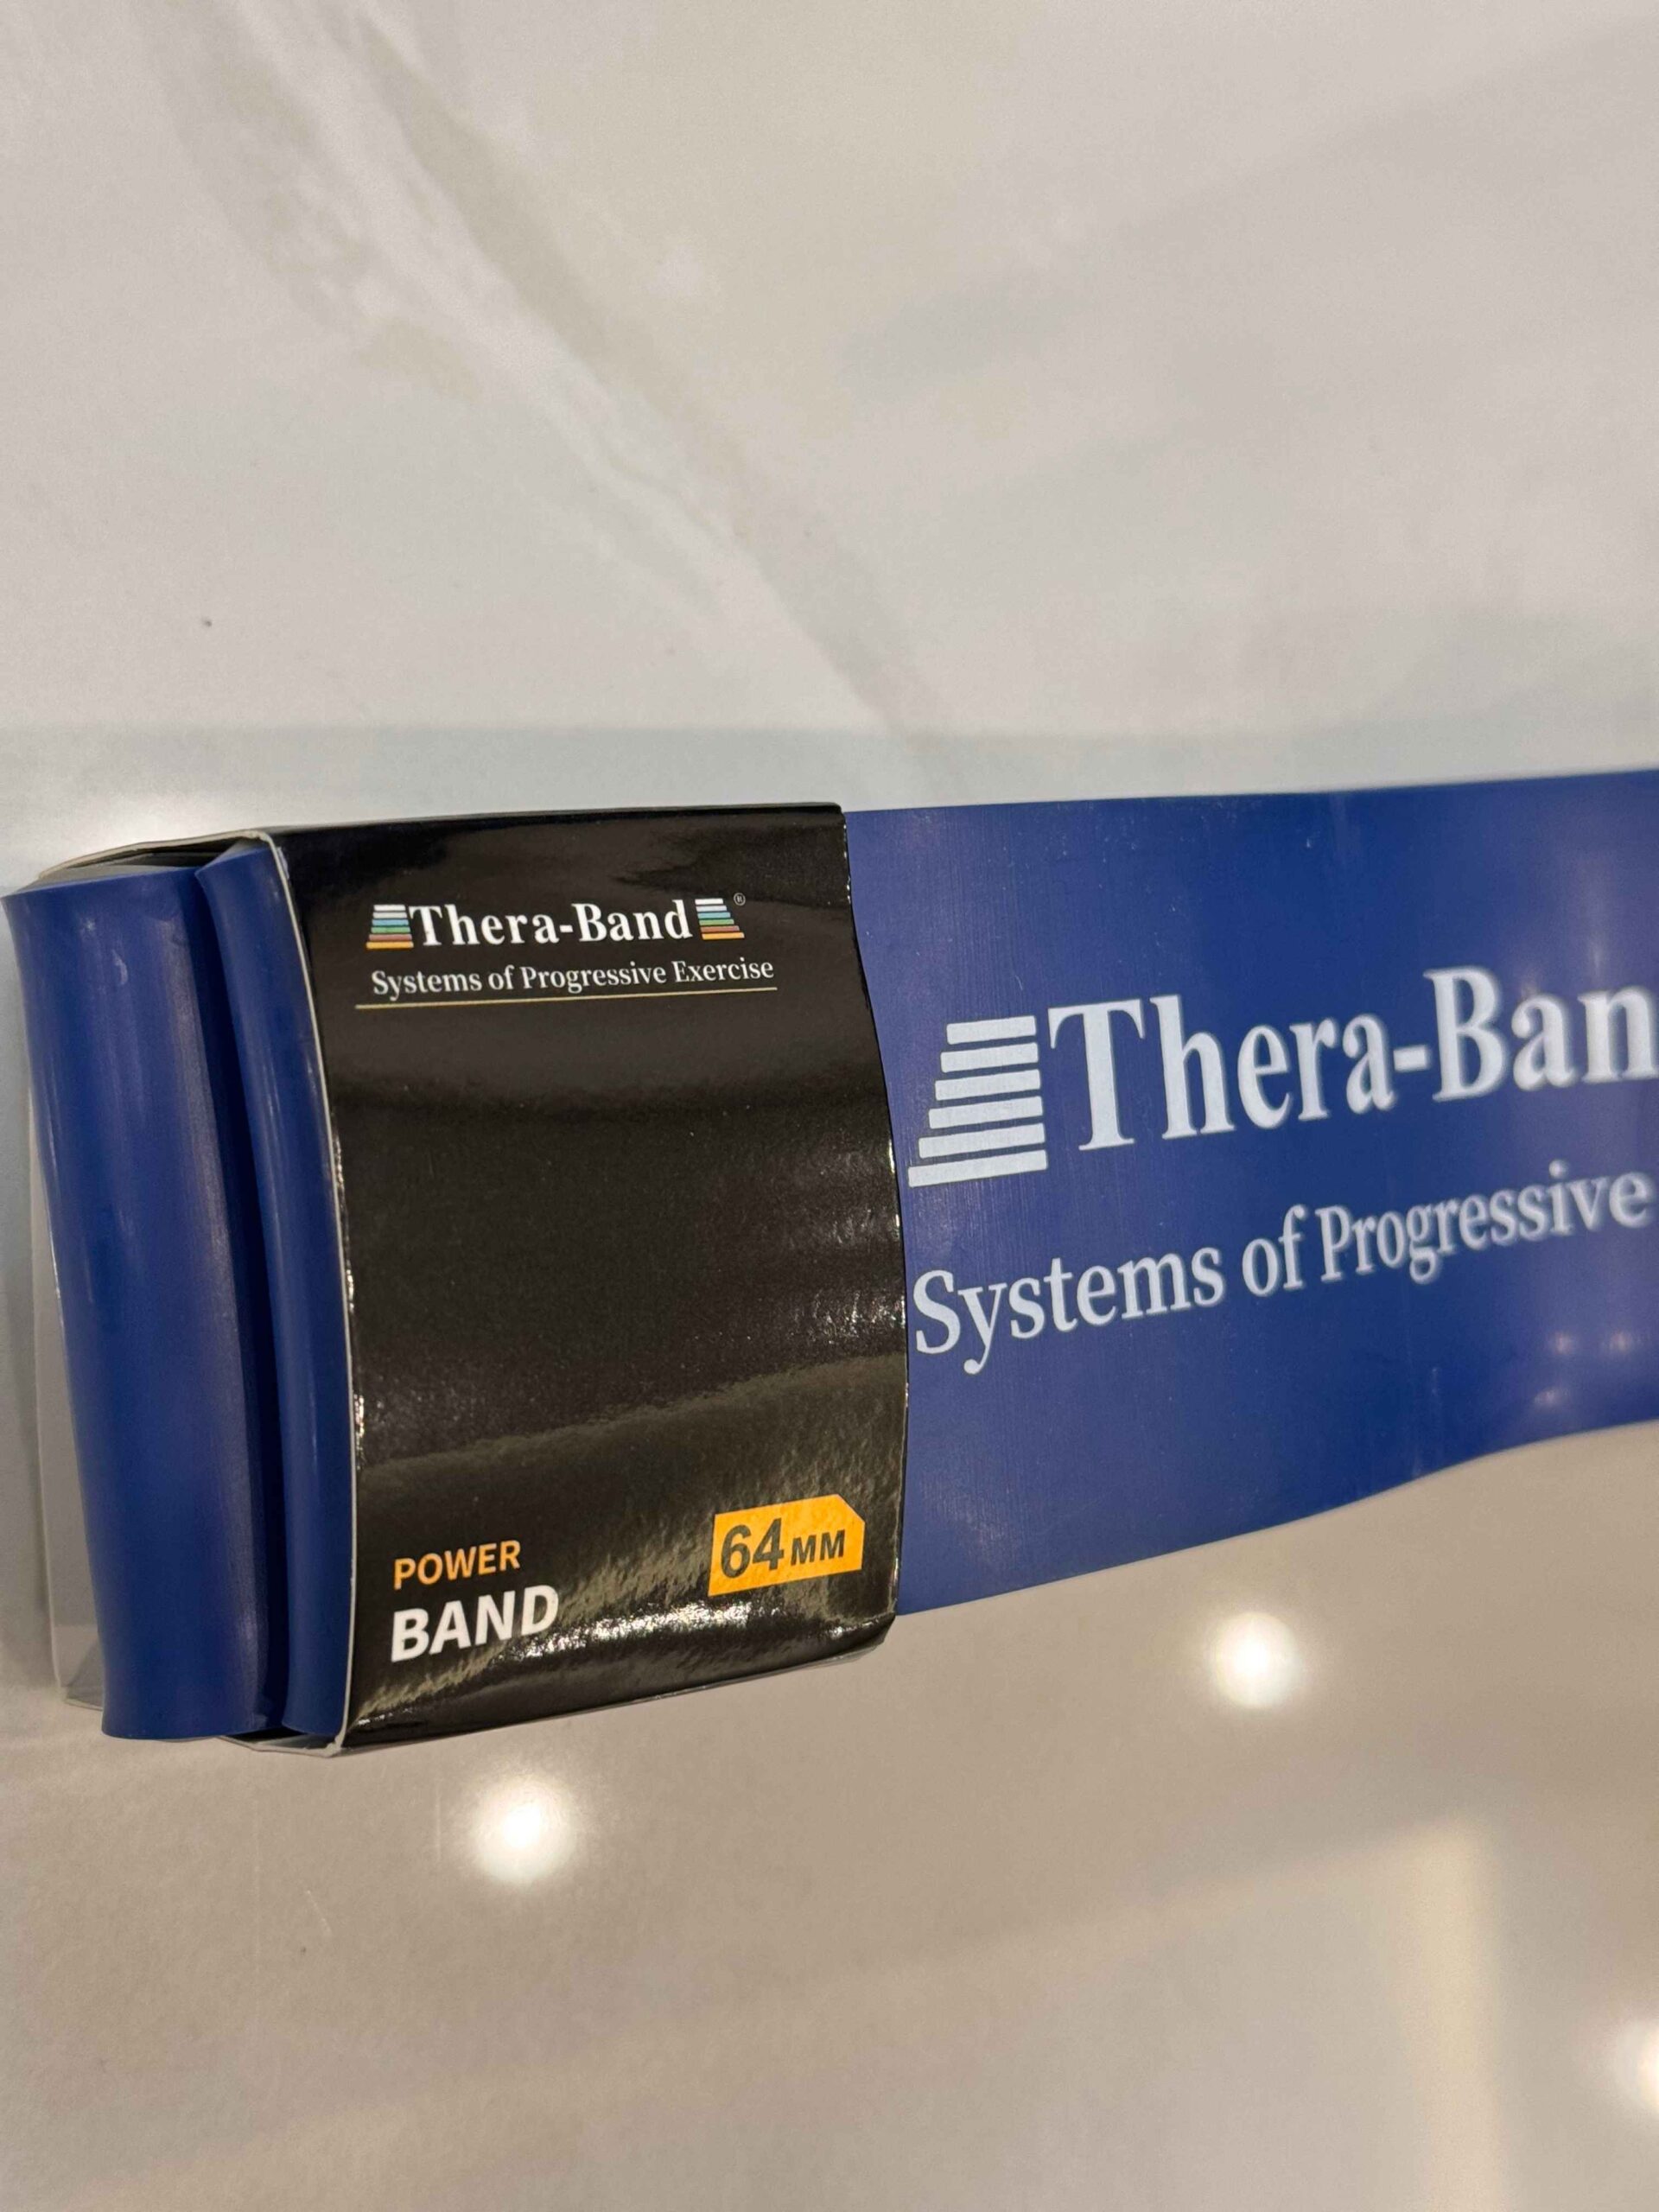 Thera-Band®
Systems of Progressive Exercise
POWER
BAND
64MM
Thera-Ban
Systems of Progressive